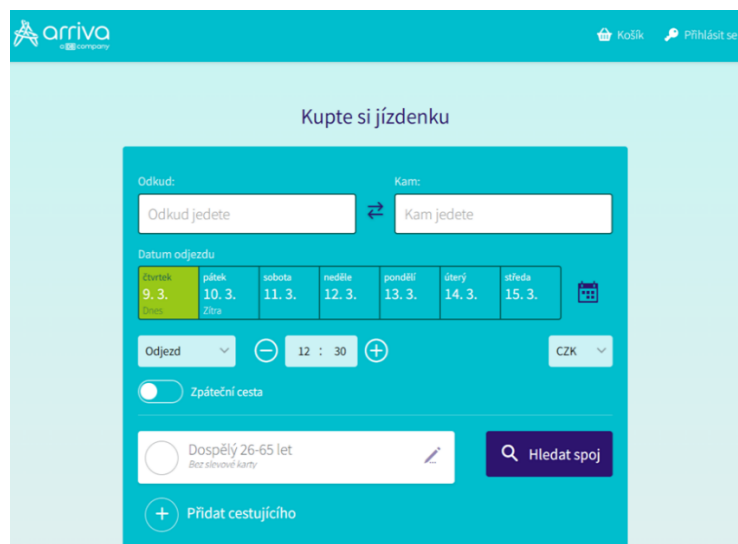 arriva
a DB company
Košík
Přihlásit se
Kupte si jízdenku
Odkud:
Kam:
Odkud jedete
Kam jedete
Datum odjezdu
čtvrtek
9. 3.
Dnes
pátek
10. 3.
Zítra
sobota
11. 3.
neděle
12. 3.
pondělí
13. 3.
úterý
14. 3.
středa
15. 3.
Odjezd
12 : 30
CZK
Zpáteční cesta
Dospělý 26-65 let
Bez slevové karty
Hledat spoj
Přidat cestujícího